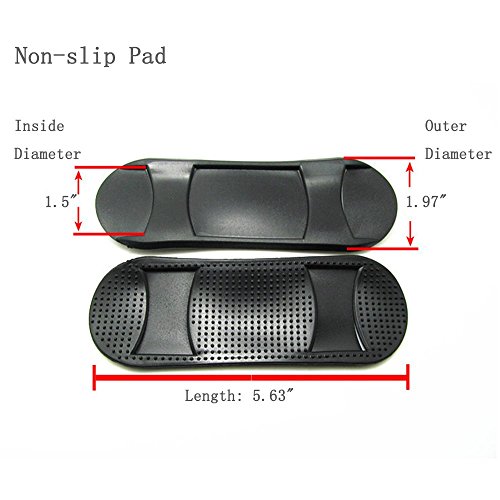 Non-slip Pad
Inside
Diameter
1.5"
Outer
Diameter
1.97"
Length: 5.63"